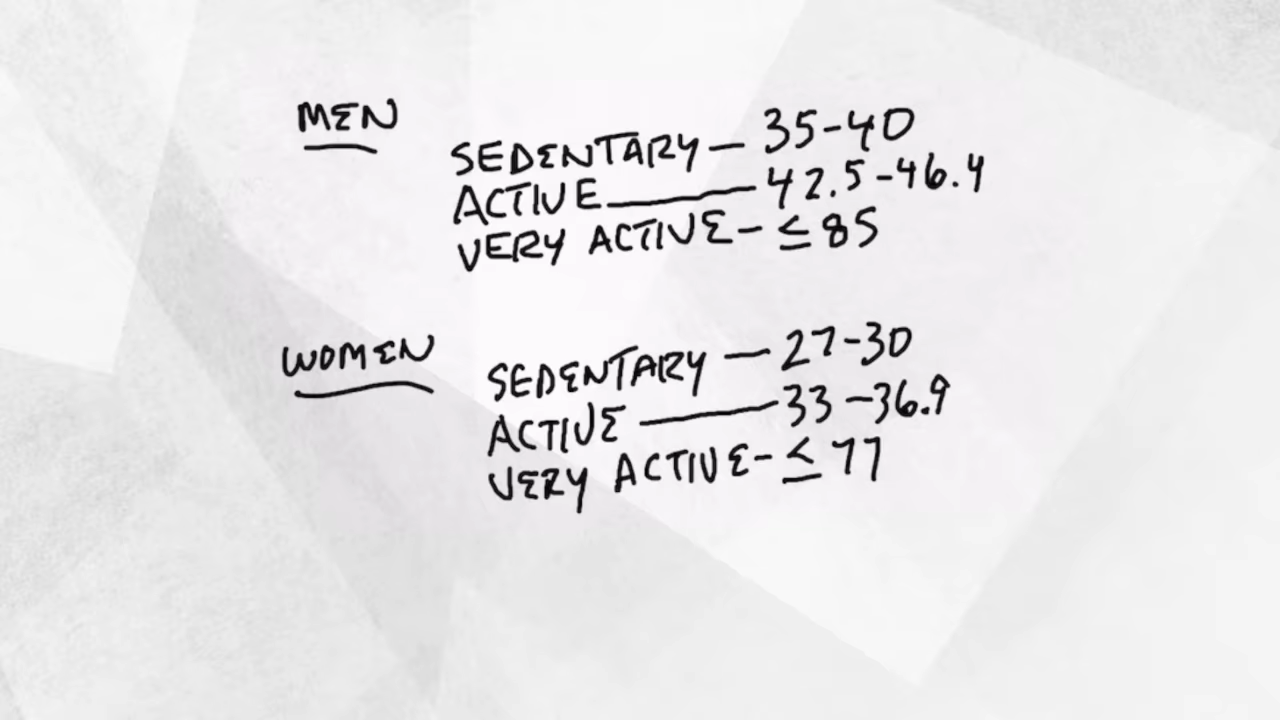 MEN
SEDENTARY — 35-40
ACTIVE — 42.5-46.4
VERY ACTIVE - ≤ 85
WOMEN
SEDENTARY — 27-30
ACTIVE — 33-36.9
VERY ACTIVE - ≤ 77